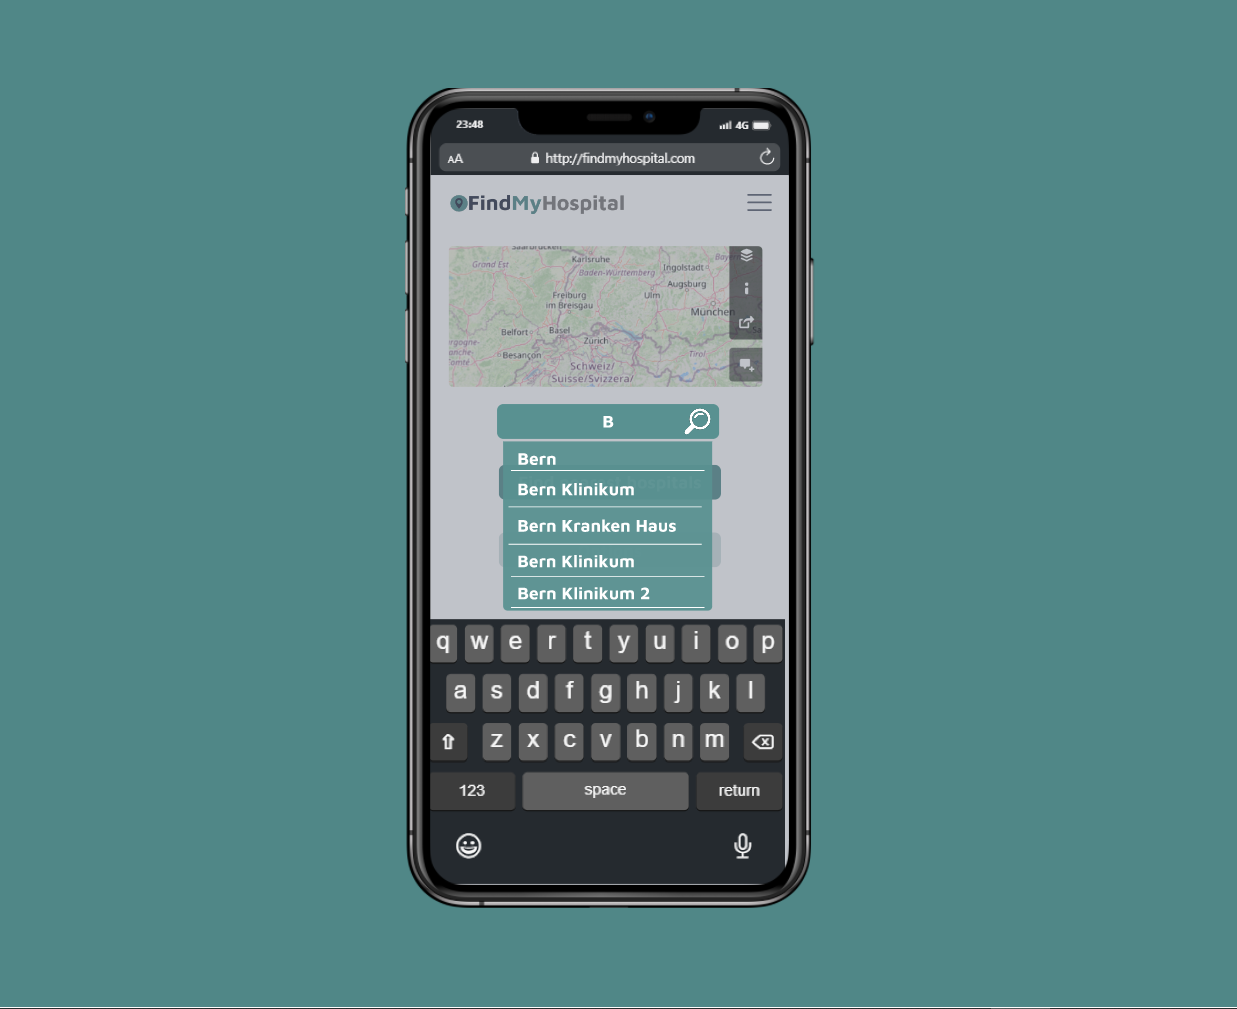 23:48
4G
AA
http://findmyhospital.com
FindMyHospital
Karlsruhe
Grand Est
Baden-Württemberg
Ingolstadt
Augsburg
Freiburg
im Breisgau
Ulm
München
Belfort
Basel
Zürich
Besançon
Tirol
Schweiz/
Suisse/Svizzera/
B
Bern
hospitals
Bern Klinikum
Bern Kranken Haus
Bern Klinikum
Bern Klinikum 2
q w e r t y u i o p
a s d f g h j k l
z x c v b n m
123 space return